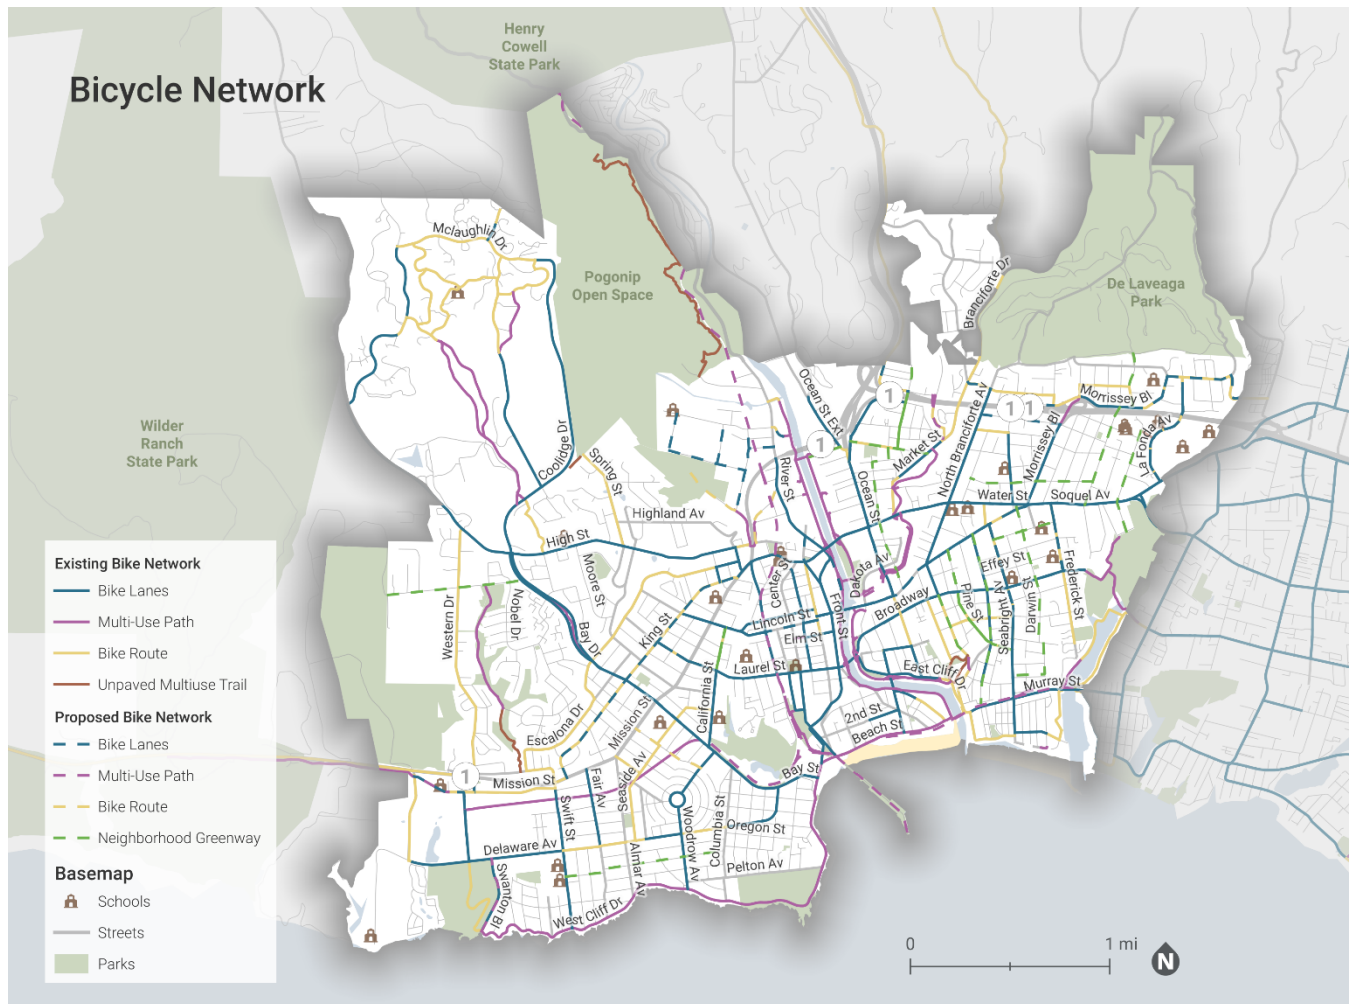 Bicycle Network
Henry
Cowell
State Park
Mclaughlin Dr
Pogonip
Open Space
Branciforte Dr
De Laveaga
Park
Wilder
Ranch
State Park
Ocean St Ext
1
1
1
1
Morrissey Bl
Morrissey Bl
La Fonda Av
Market St
North Branciforte Av
Coolidge Dr
Spring St
River St
Ocean St
Water St
Soquel Av
Highland Av
High St
Moore St
Center St
Dakota Av
Effey St
Frederick St
Broadway
Pine St
Seabright Av
Darwin St
Western Dr
Nobel Dr
Bay Dr
King St
Lincoln St
Elm St
Front St
Laurel St
East Cliff Dr
Murray St
California St
2nd St
Beach St
Escalona Dr
Mission St
1
Mission St
Bay St
Fair Av
Seaside Av
Swift St
Woodrow Av
Columbia St
Oregon St
Delaware Av
Almar Av
Pelton Av
Swanton Bl
West Cliff Dr
Existing Bike Network
Bike Lanes
Multi-Use Path
Bike Route
Unpaved Multiuse Trail
Proposed Bike Network
Bike Lanes
Multi-Use Path
Bike Route
Neighborhood Greenway
Basemap
Schools
Streets
Parks
0
1 mi
N